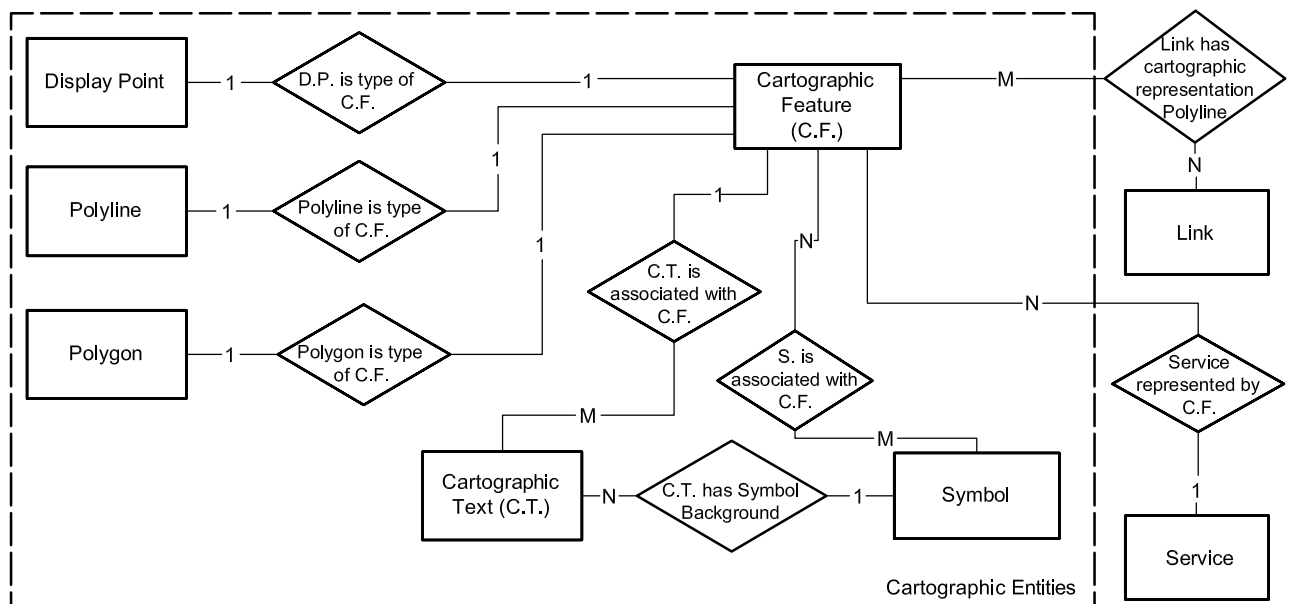 Display Point
1
D.P. is type of
C.F.
1
Cartographic
Feature
(C.F.)
M
Link has
cartographic
representation
Polyline
N
Link
Polyline
1
Polyline is type
of C.F.
1
Polygon
1
Polygon is type
of C.F.
1
1
C.T. is
associated with
C.F.
M
N
S. is
associated with
C.F.
M
N
Service
represented by
C.F.
1
Service
Cartographic
Text (C.T.)
N
C.T. has Symbol
Background
1
Symbol
Cartographic Entities